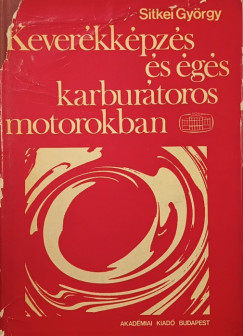 Sitkei György
Keverékképzés
és égés
karburátoros
motorokban
AKADÉMIAI KIADÓ BUDAPEST